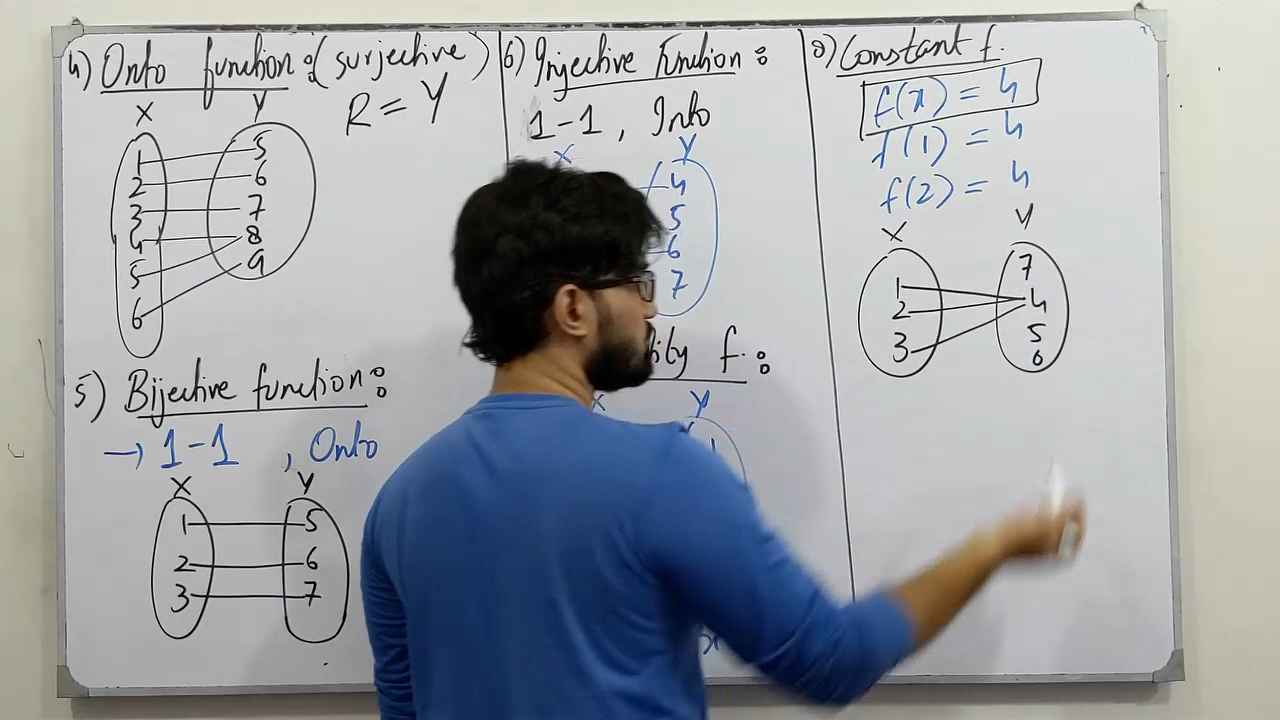 4) Onto function : (surjective)
R = Y
X Y
1 5
2 6
3 7
4 8
5 9
6
5) Bijective function :
→ 1-1 , Onto
X Y
1 5
2 6
3 7
6) Injective Function :
1-1 , Into
X Y
4
5
6
7
f. :
X Y
8) Constant f.
f(x) = 4
f(1) = 4
f(2) = 4
X Y
7
1 4
2 5
3 6